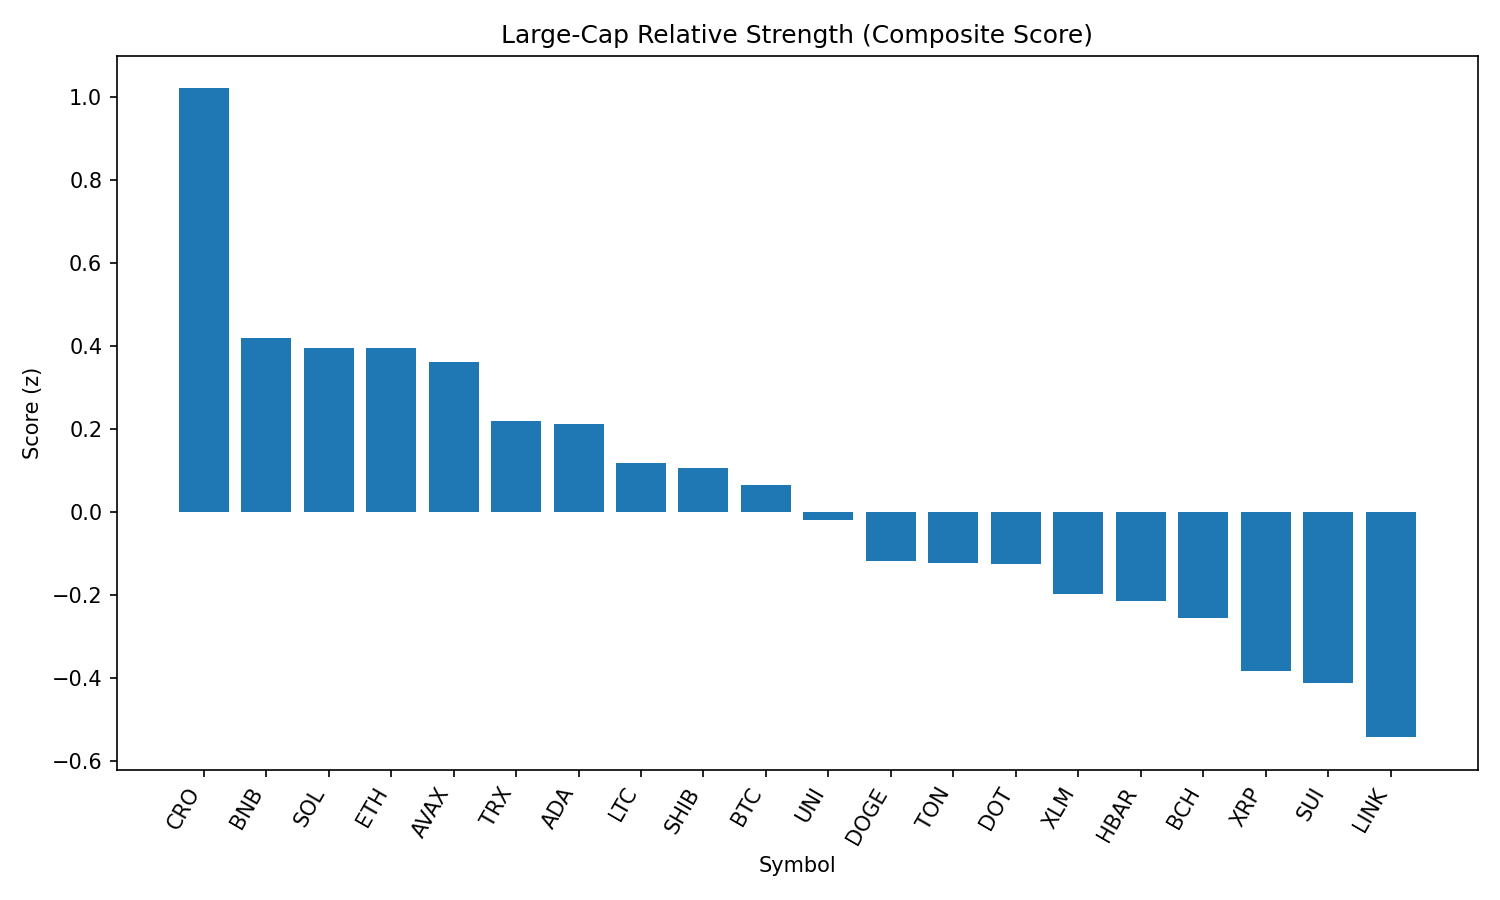 Large-Cap Relative Strength (Composite Score)
1.0
0.8
0.6
0.4
0.2
0.0
−0.2
−0.4
−0.6
Score (z)
CRO
BNB
SOL
ETH
AVAX
TRX
ADA
LTC
SHIB
BTC
UNI
DOGE
TON
DOT
XLM
HBAR
BCH
XRP
SUI
LINK
Symbol